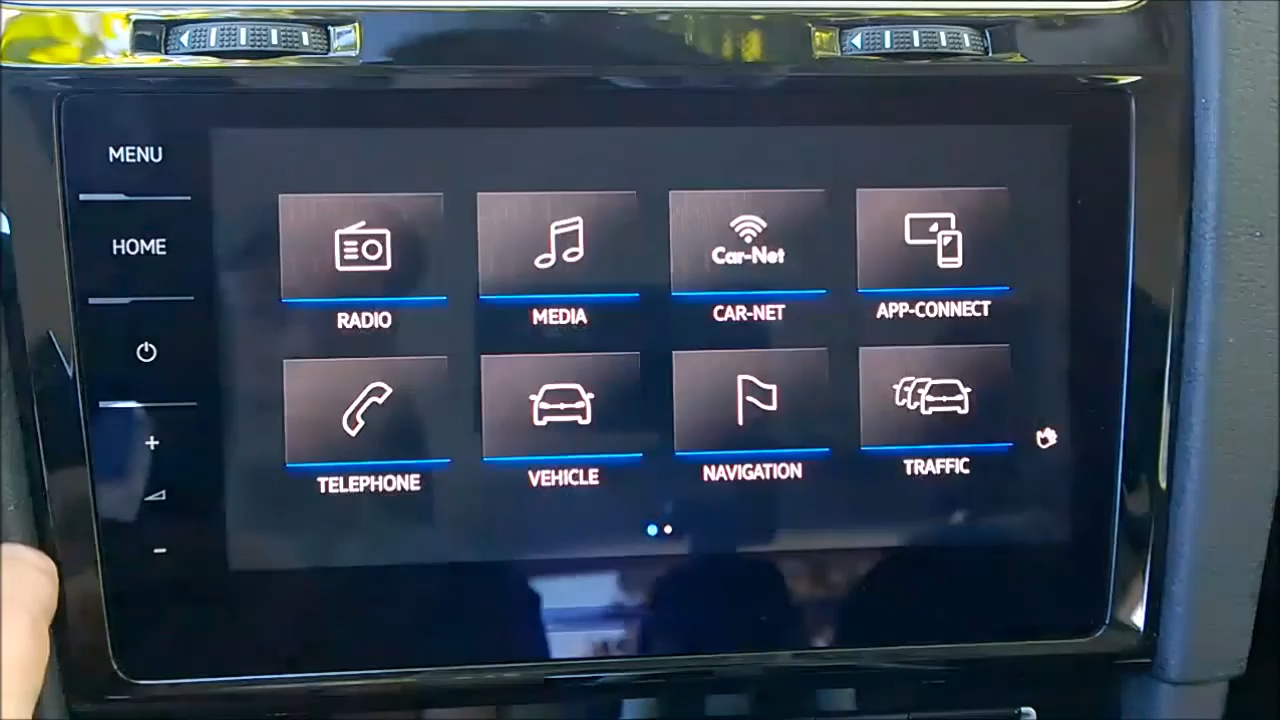 MENU
HOME
Car-Net
RADIO
MEDIA
CAR-NET
APP-CONNECT
TELEPHONE
VEHICLE
NAVIGATION
TRAFFIC
+
-